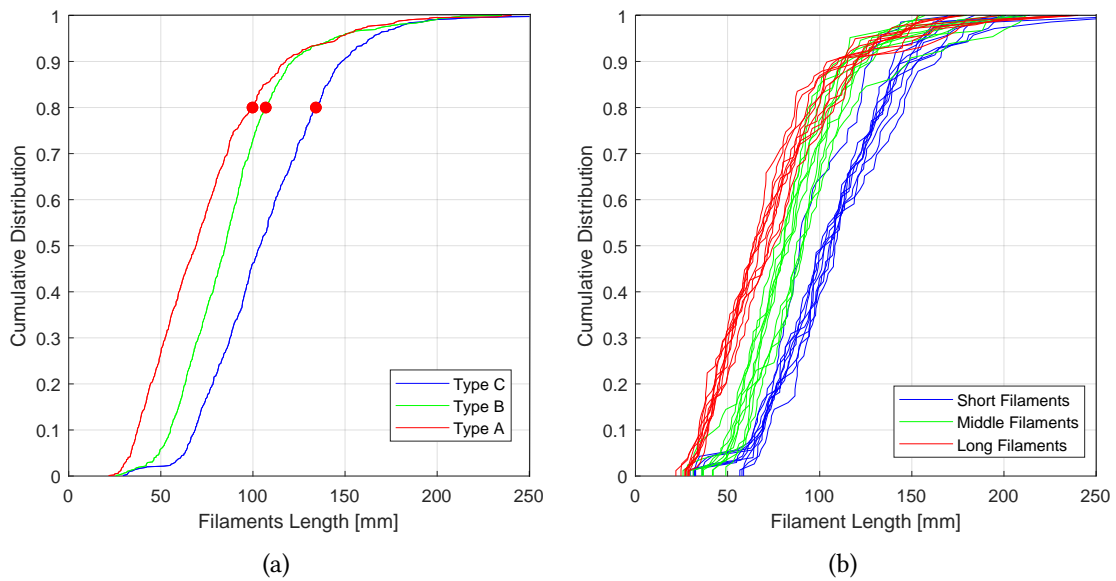 1
0.9
0.8
0.7
0.6
0.5
0.4
0.3
0.2
0.1
0
Cumulative Distribution
0 50 100 150 200 250
Filaments Length [mm]
Type C
Type B
Type A
(a)
1
0.9
0.8
0.7
0.6
0.5
0.4
0.3
0.2
0.1
0
Cumulative Distribution
0 50 100 150 200 250
Filament Length [mm]
Short Filaments
Middle Filaments
Long Filaments
(b)